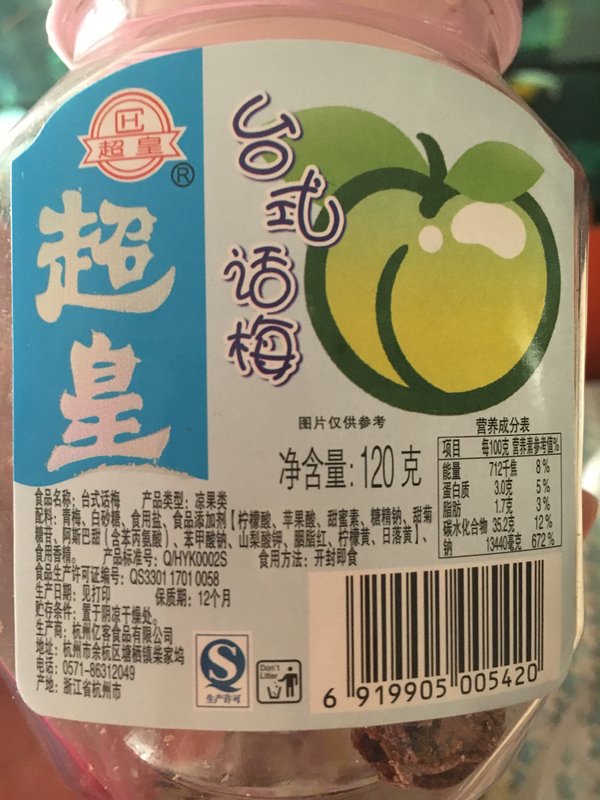 超皇
®
超皇
台式话梅
图片仅供参考
净含量:120克
营养成分表
项目 每100克 营养素参考值%
能量 712千焦 8%
蛋白质 3.0克 5%
脂肪 1.7克 3%
碳水化合物 35.2克 12%
钠 13440毫克 672%
食品名称:台式话梅 产品类型:凉果类
配料:青梅、白砂糖、食用盐、食品添加剂【柠檬酸、苹果酸、甜蜜素、糖精钠、甜菊
糖苷、阿斯巴甜(含苯丙氨酸)、苯甲酸钠、山梨酸钾、胭脂红、柠檬黄、日落黄】、
食用香精。 产品标准号:Q/HYK0002S 食用方法:开封即食
食品生产许可证编号:QS3301 1701 0058
生产日期:见打印 保质期:12个月
贮存条件:置于阴凉干燥处。
生产商:杭州亿客食品有限公司
地址:杭州市余杭区塘栖镇柴家坞
电话:0571-86312049
产地:浙江省杭州市
生产许可
Don't
Litter
6 919905 005420